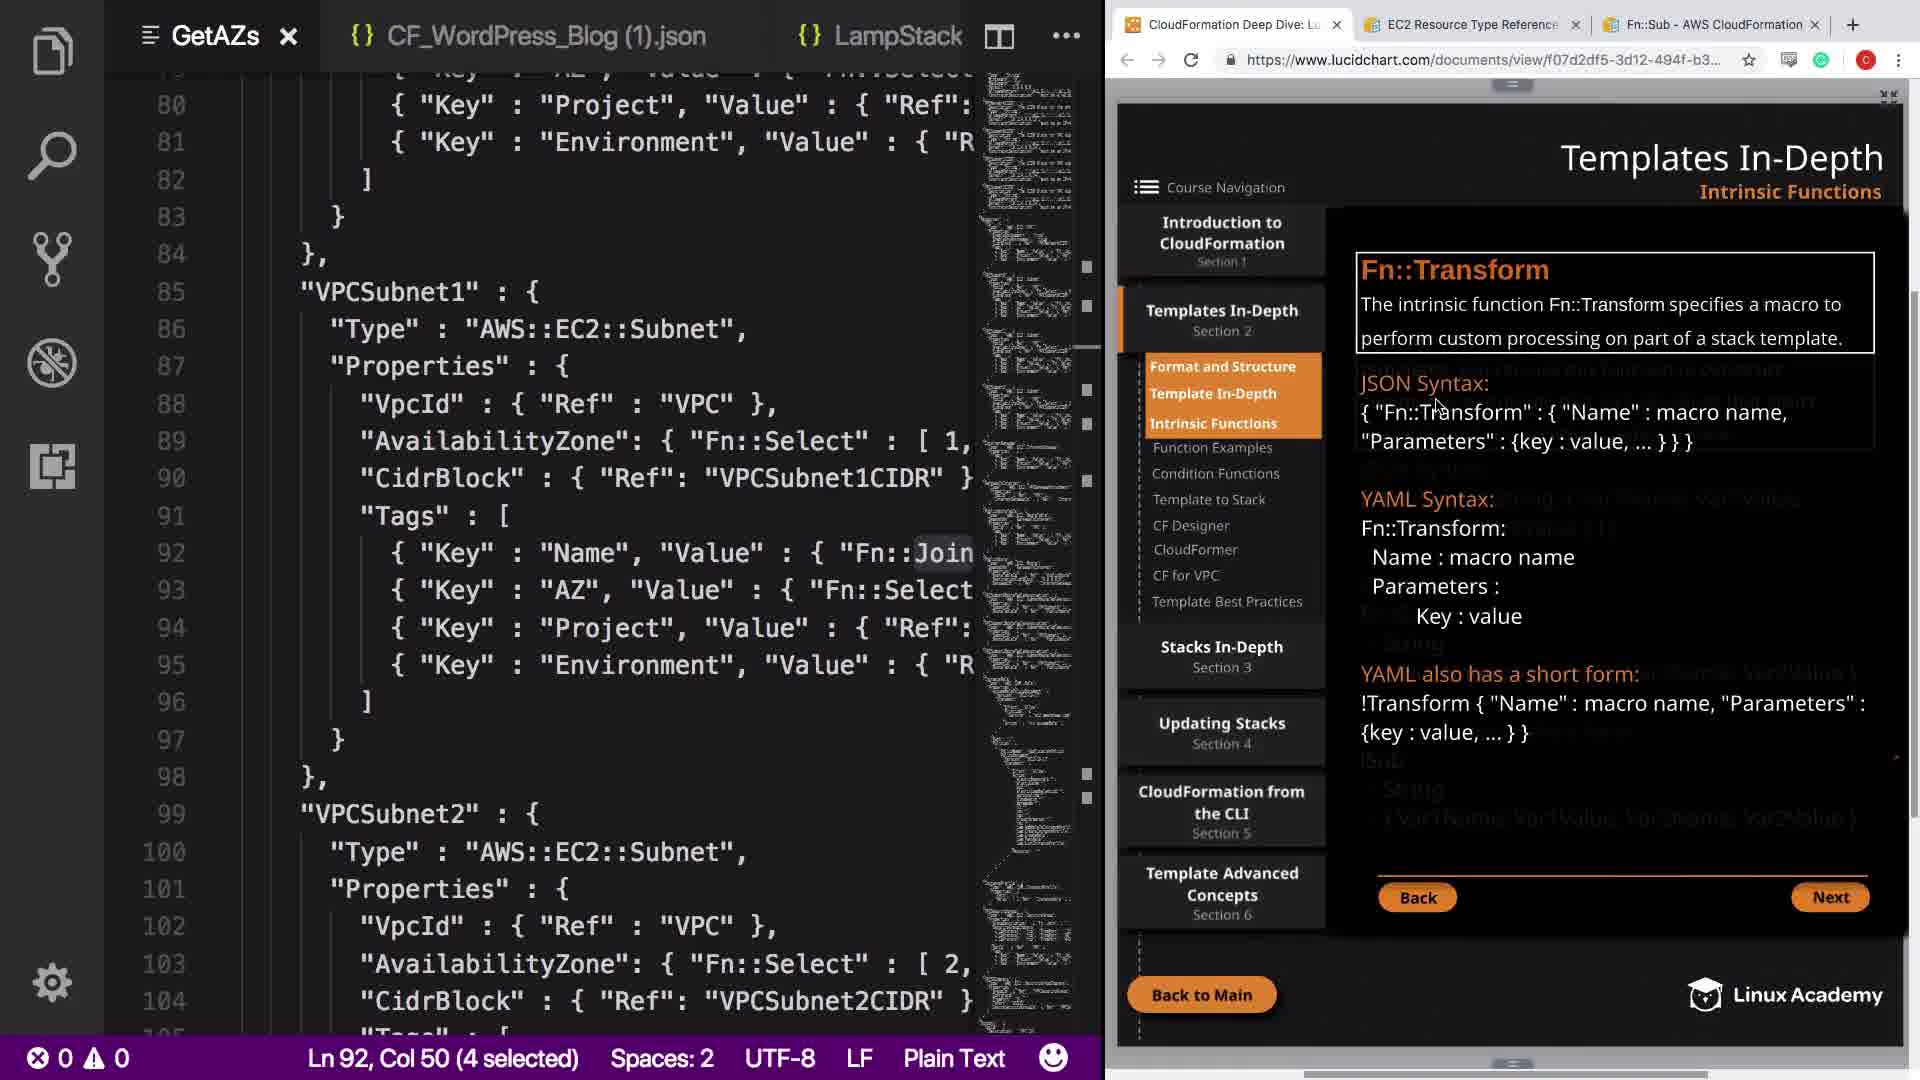 GetAZs
{} CF_WordPress_Blog (1).json
{} LampStack
80 { "Key" : "Project", "Value" : { "Ref":
81 { "Key" : "Environment", "Value" : { "R
82 ]
83 }
84 },
85 "VPCSubnet1" : {
86 "Type" : "AWS::EC2::Subnet",
87 "Properties" : {
88 "VpcId" : { "Ref" : "VPC" },
89 "AvailabilityZone": { "Fn::Select" : [ 1,
90 "CidrBlock" : { "Ref": "VPCSubnet1CIDR" }
91 "Tags" : [
92 { "Key" : "Name", "Value" : { "Fn::Join
93 { "Key" : "AZ", "Value" : { "Fn::Select
94 { "Key" : "Project", "Value" : { "Ref":
95 { "Key" : "Environment", "Value" : { "R
96 ]
97 }
98 },
99 "VPCSubnet2" : {
100 "Type" : "AWS::EC2::Subnet",
101 "Properties" : {
102 "VpcId" : { "Ref" : "VPC" },
103 "AvailabilityZone": { "Fn::Select" : [ 2,
104 "CidrBlock" : { "Ref": "VPCSubnet2CIDR" }
0 0
Ln 92, Col 50 (4 selected)
Spaces: 2
UTF-8
LF
Plain Text
CloudFormation Deep Dive: Lu
EC2 Resource Type Reference
Fn::Sub - AWS CloudFormation
https://www.lucidchart.com/documents/view/f07d2df5-3d12-494f-b3...
C
Templates In-Depth
Intrinsic Functions
Course Navigation
Introduction to
CloudFormation
Section 1
Templates In-Depth
Section 2
Format and Structure
Template In-Depth
Intrinsic Functions
Function Examples
Condition Functions
Template to Stack
CF Designer
CloudFormer
CF for VPC
Template Best Practices
Stacks In-Depth
Section 3
Updating Stacks
Section 4
CloudFormation from
the CLI
Section 5
Template Advanced
Concepts
Section 6
Back to Main
Fn::Transform
The intrinsic function Fn::Transform specifies a macro to
perform custom processing on part of a stack template.
JSON Syntax:
{ "Fn::Transform" : { "Name" : macro name,
"Parameters" : {key : value, ... } } }
YAML Syntax:
Fn::Transform:
Name : macro name
Parameters :
Key : value
YAML also has a short form:
!Transform { "Name" : macro name, "Parameters" :
{key : value, ... } }
Back
Next
Linux Academy